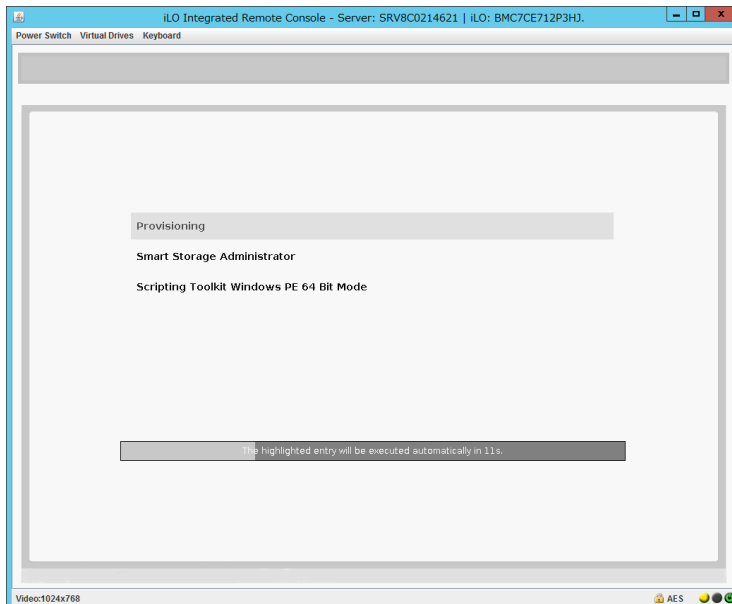 iLO Integrated Remote Console - Server: SRV8C0214621 | iLO: BMC7CE712P3HJ.
Power Switch Virtual Drives Keyboard
Provisioning
Smart Storage Administrator
Scripting Toolkit Windows PE 64 Bit Mode
The highlighted entry will be executed automatically in 11s.
Video:1024x768 AES